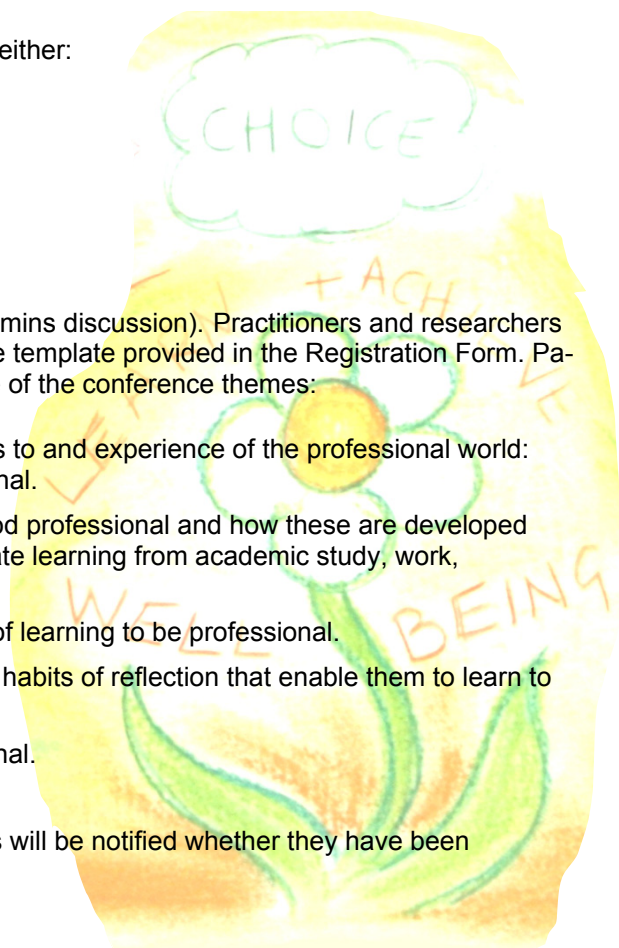 either:
CHOICE
LEARN + ACHIEVE
mins discussion). Practitioners and researchers
e template provided in the Registration Form. Pa-
of the conference themes:
s to and experience of the professional world:
nal.
od professional and how these are developed
ate learning from academic study, work,
WELL BEING
of learning to be professional.
habits of reflection that enable them to learn to
nal.
s will be notified whether they have been